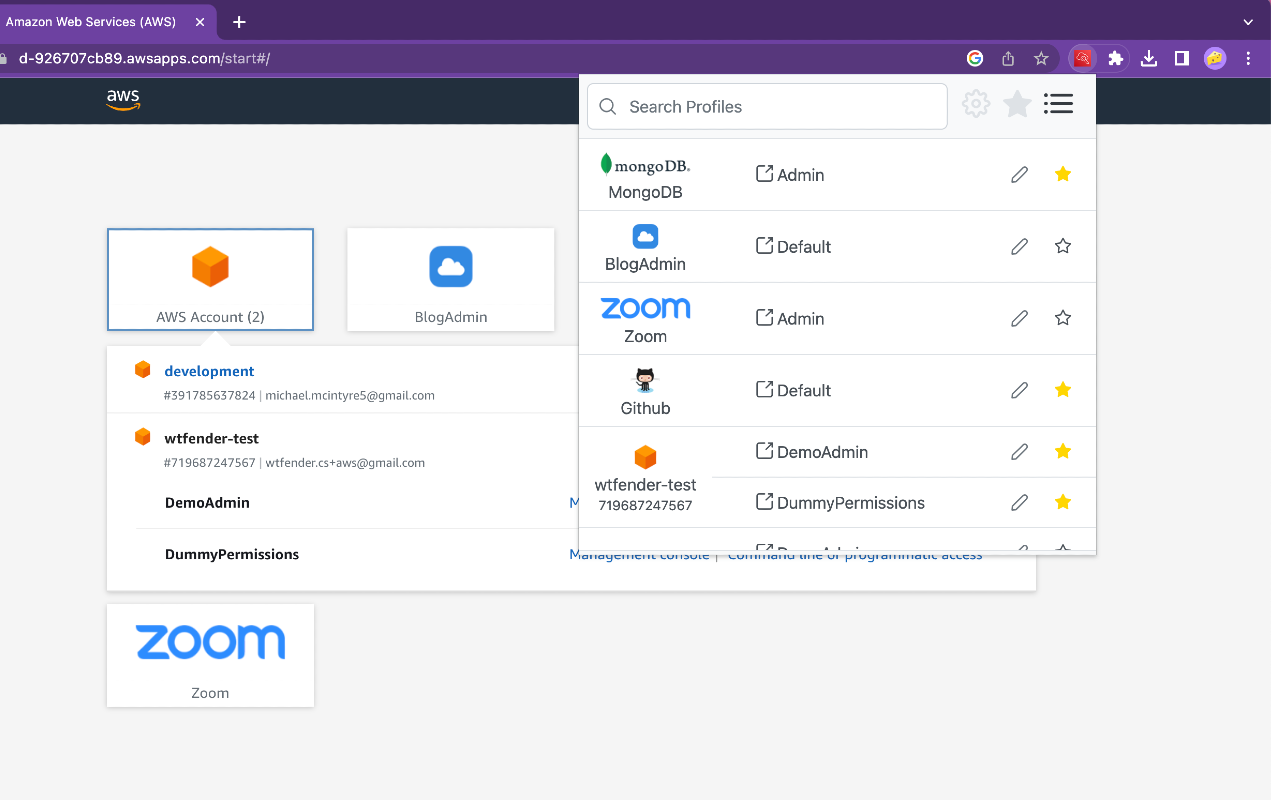 Amazon Web Services (AWS)
d-926707cb89.awsapps.com/start#/
aws
Search Profiles
mongoDB.
MongoDB
Admin
BlogAdmin
Default
zoom
Zoom
Admin
Github
Default
wtfender-test
719687247567
DemoAdmin
DummyPermissions
DemoAdmin
AWS Account (2)
BlogAdmin
development
#391785637824 | michael.mcintyre5@gmail.com
wtfender-test
#719687247567 | wtfender.cs+aws@gmail.com
DemoAdmin
DummyPermissions
Management console | Command line or programmatic access
zoom
Zoom